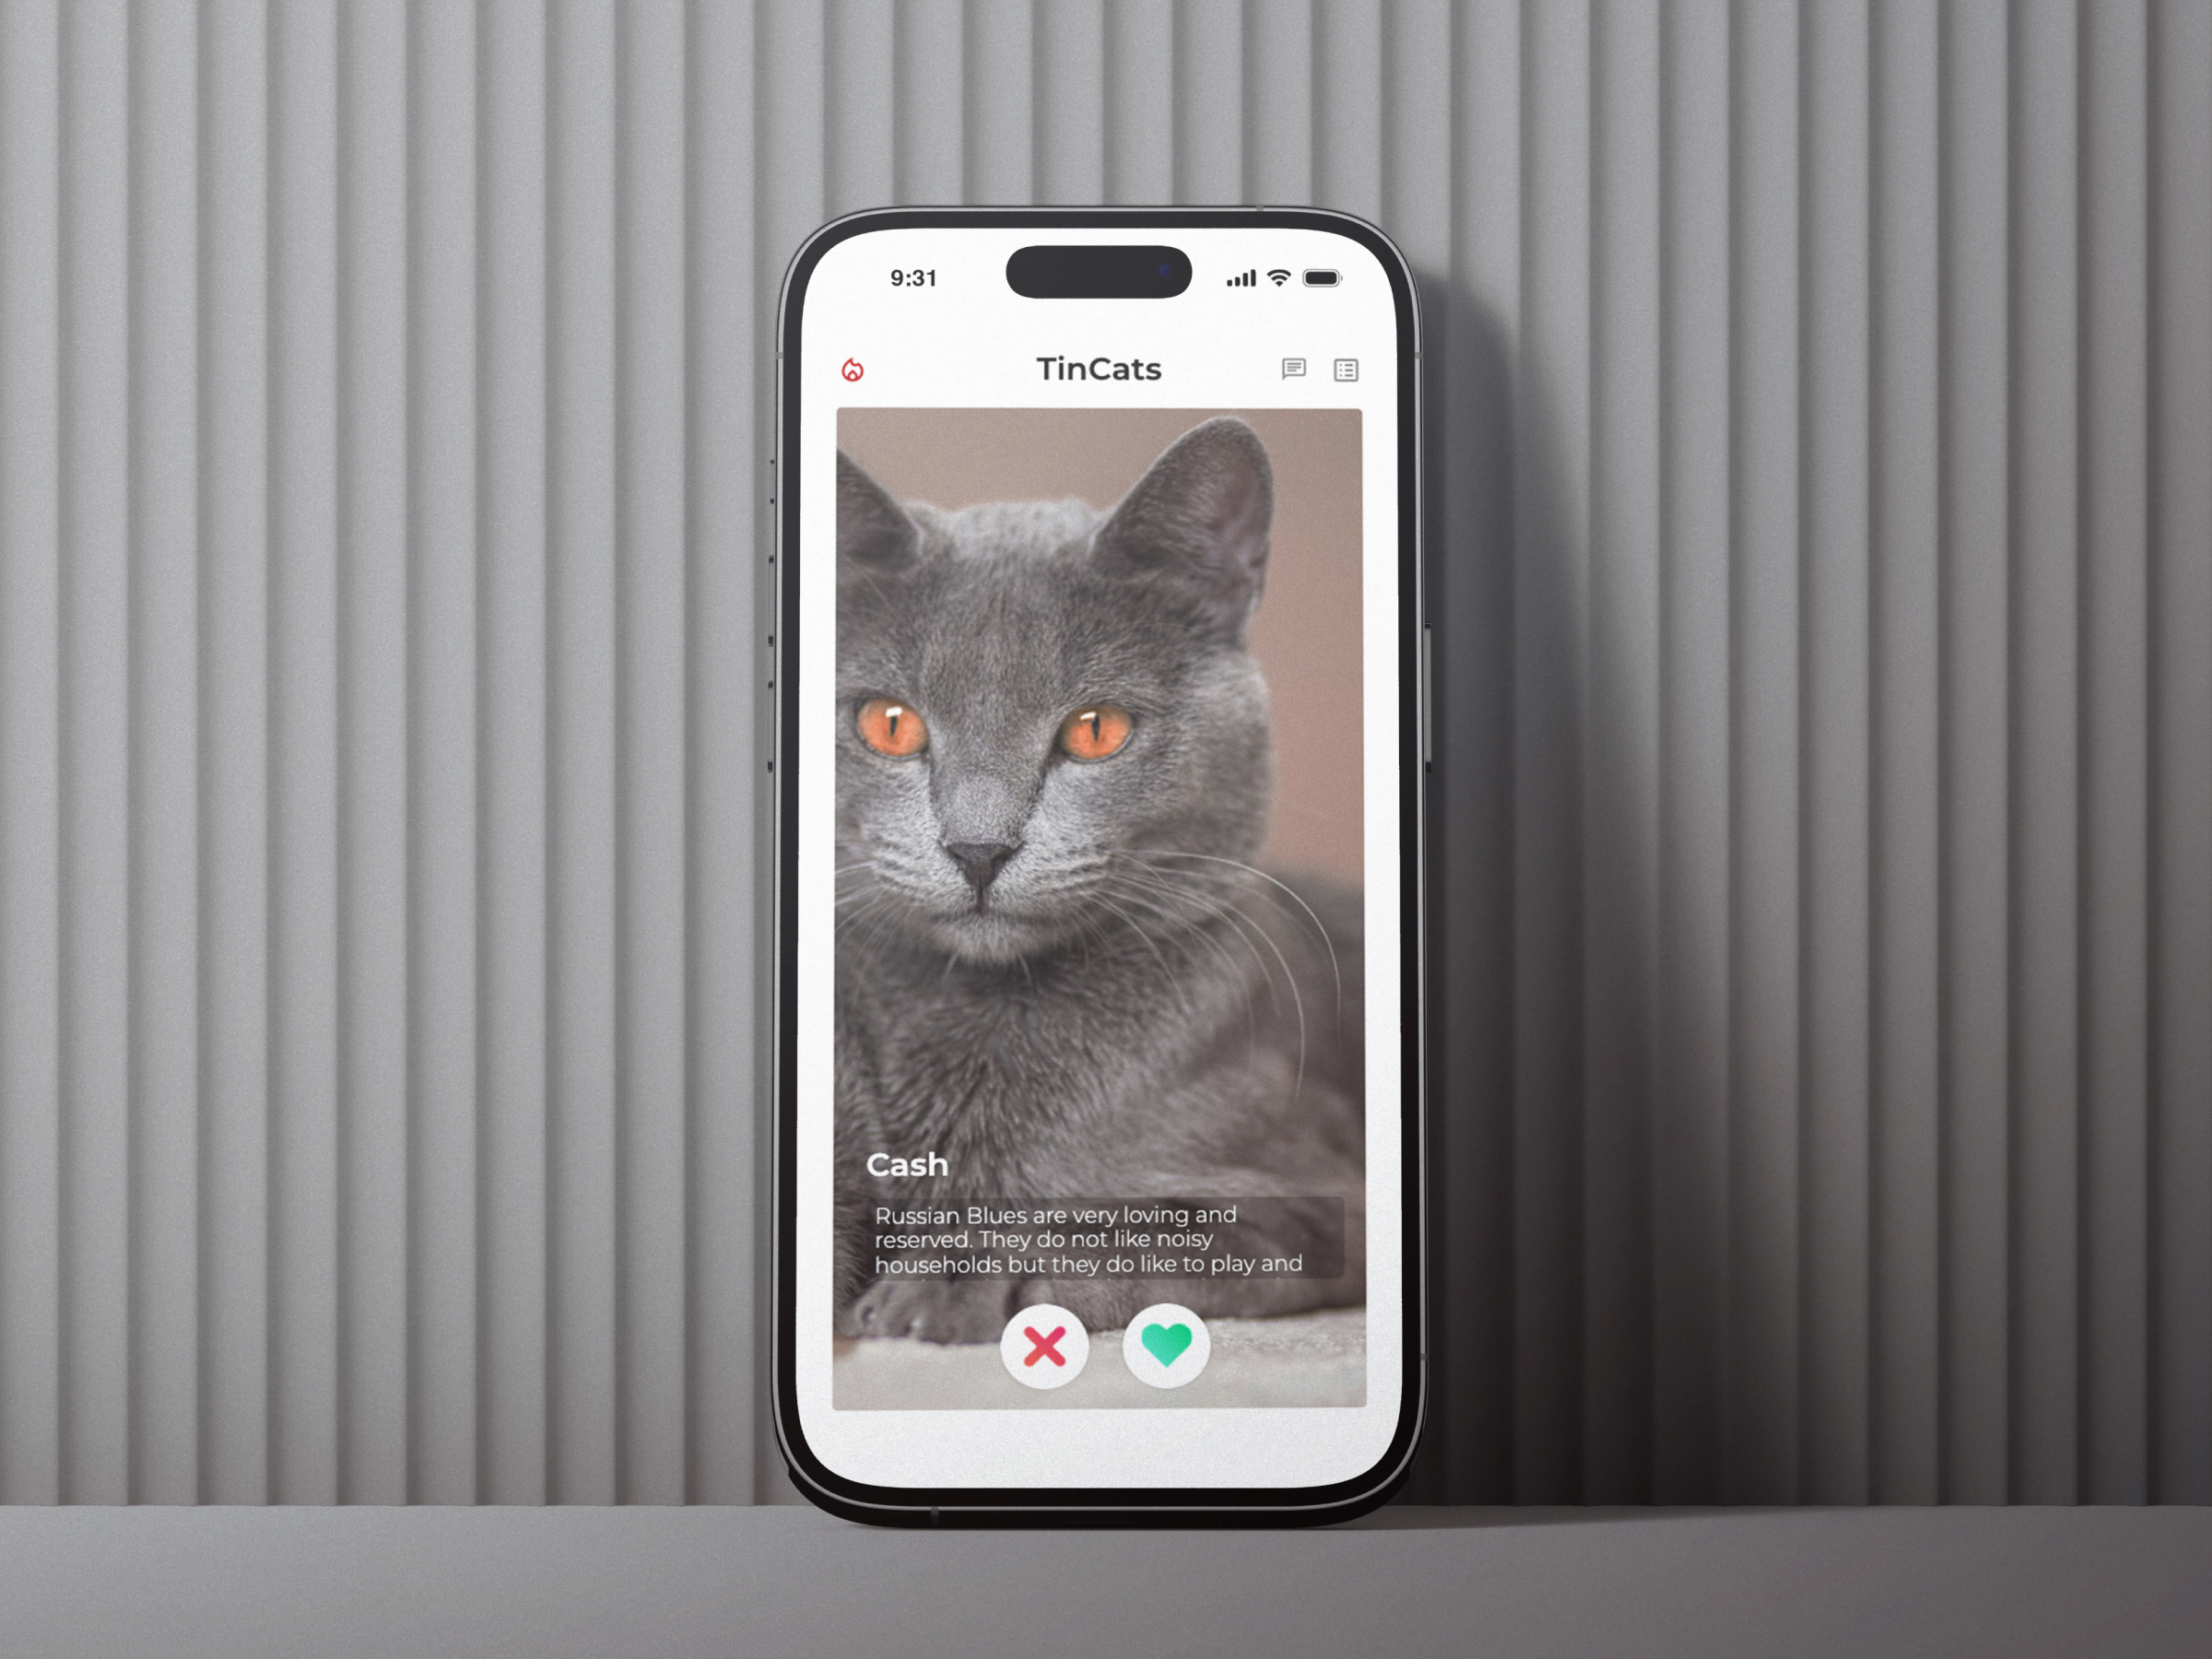 9:31
TinCats
Cash
Russian Blues are very loving and
reserved. They do not like noisy
households but they do like to play and